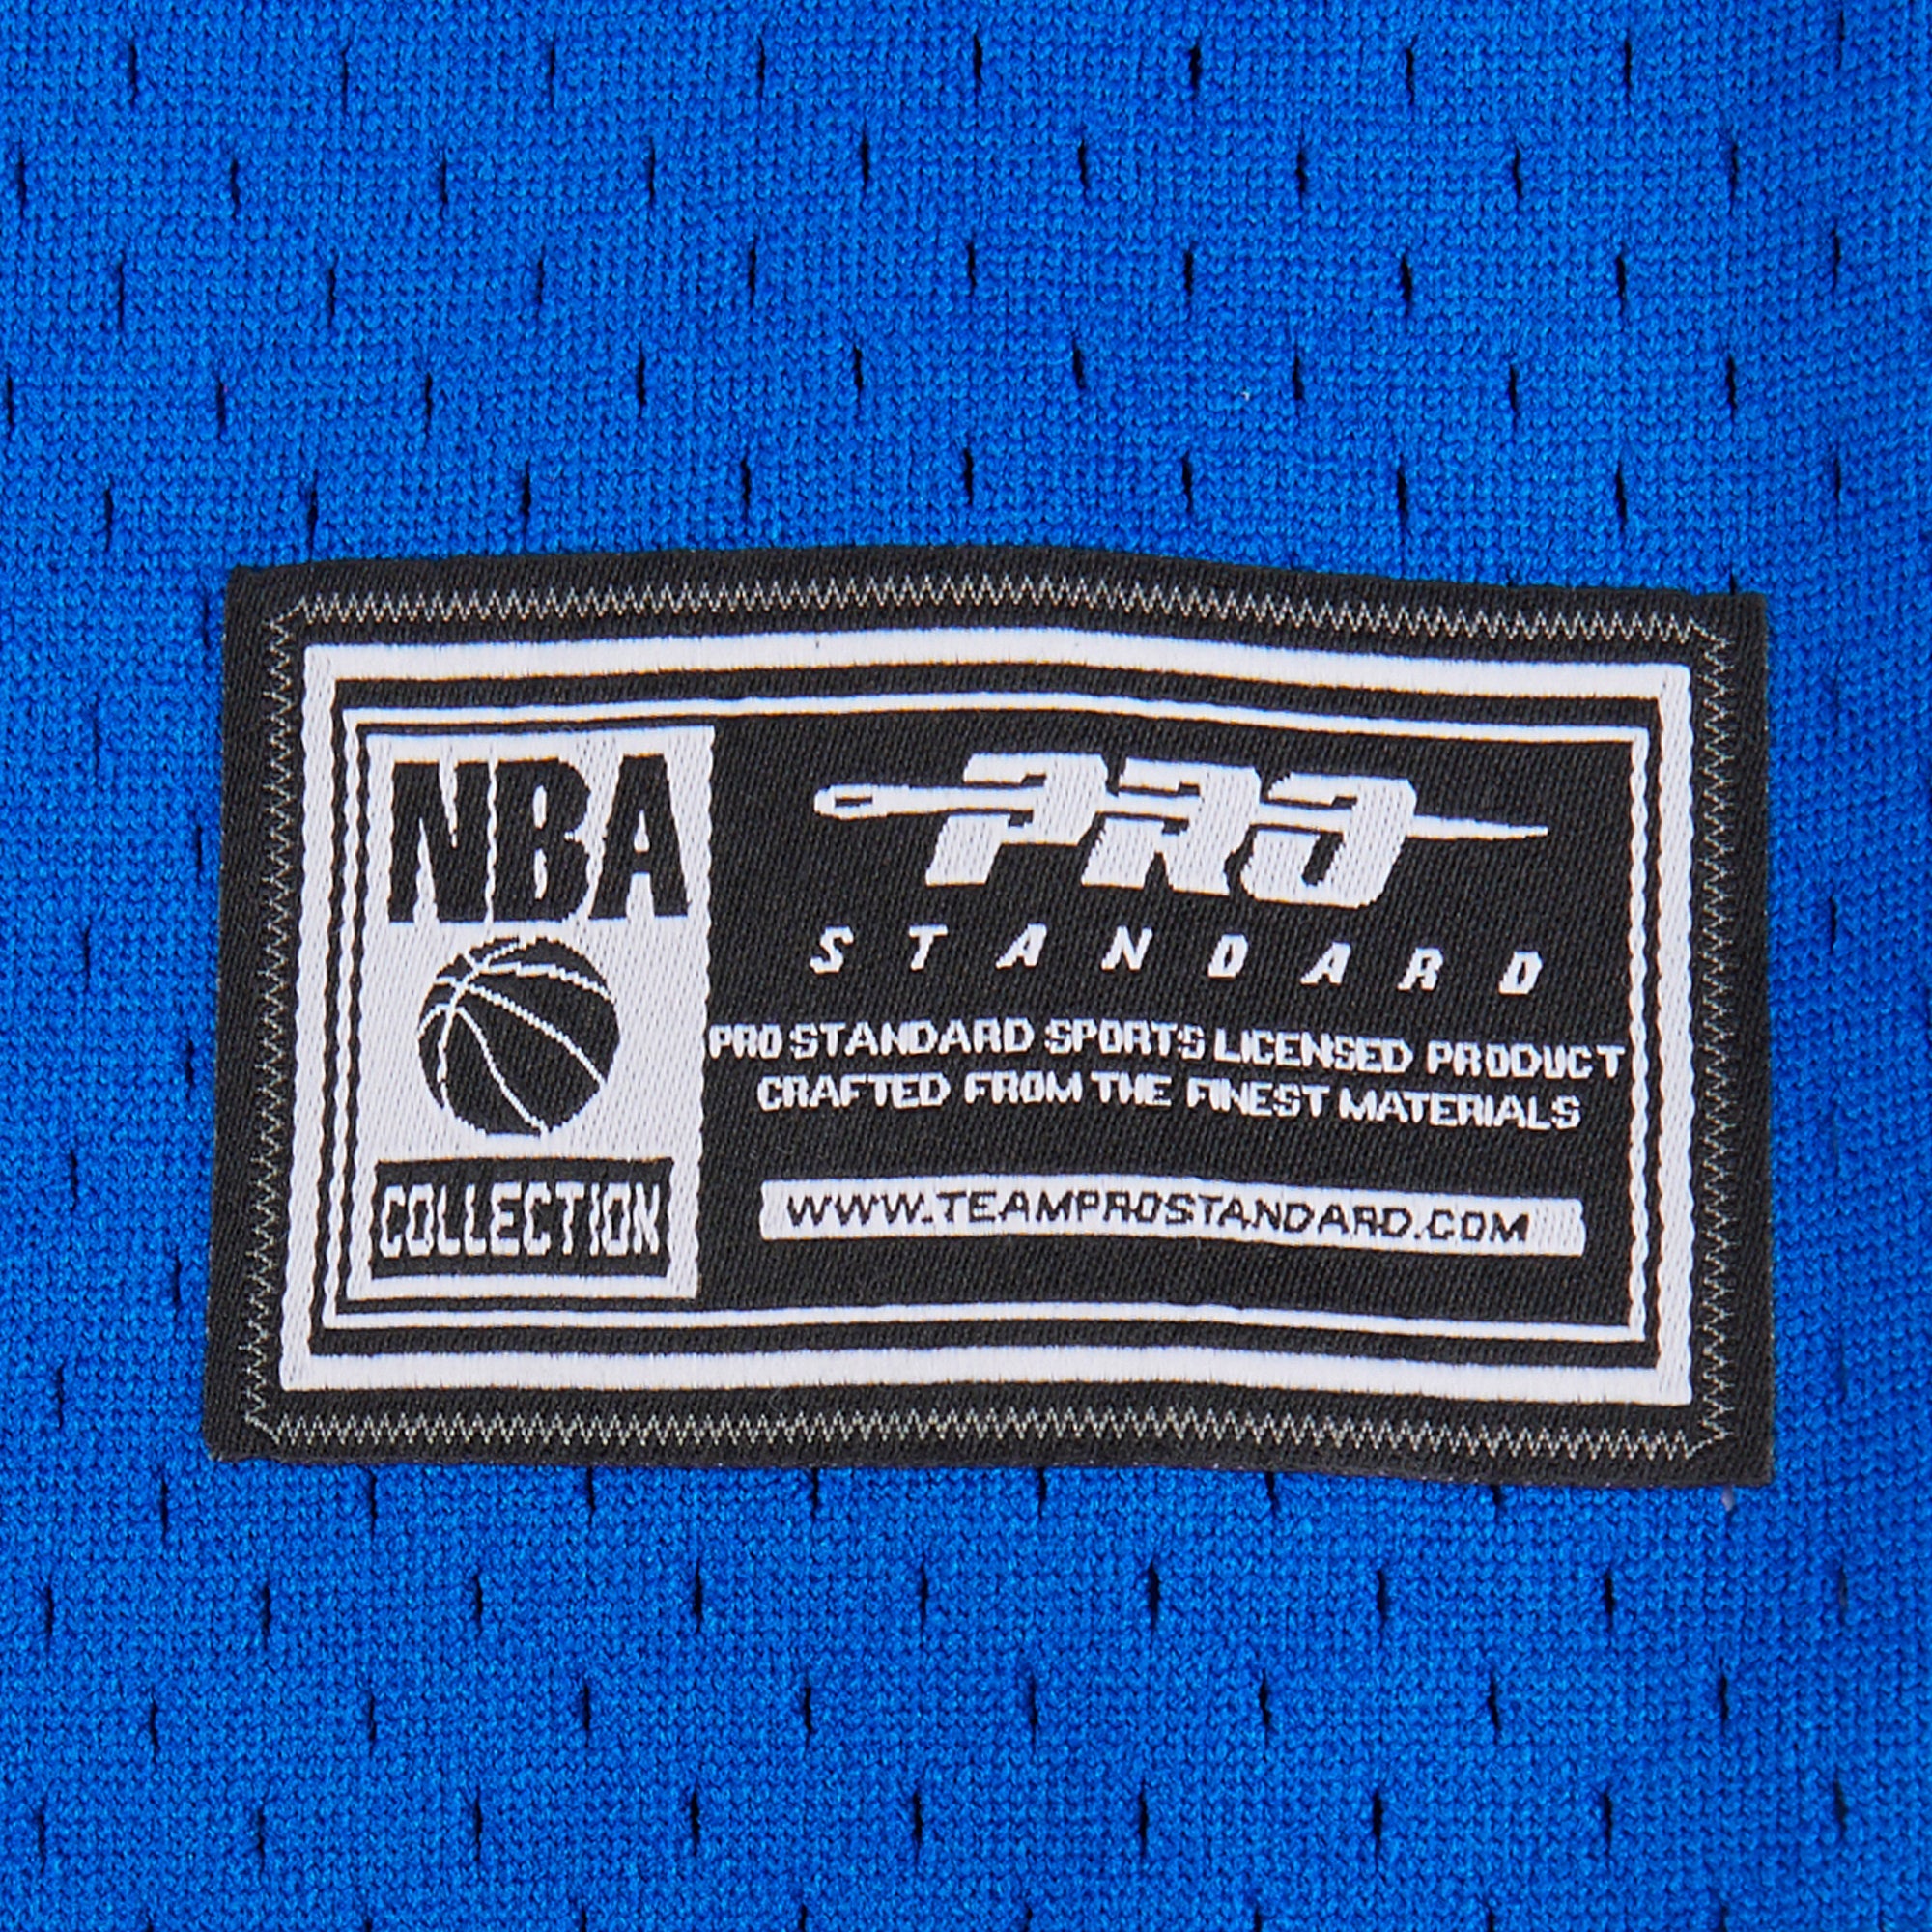 NBA
COLLECTION
PRO
STANDARD
PRO STANDARD SPORTS LICENSED PRODUCT
CRAFTED FROM THE FINEST MATERIALS
WWW.TEAMPROSTANDARD.COM